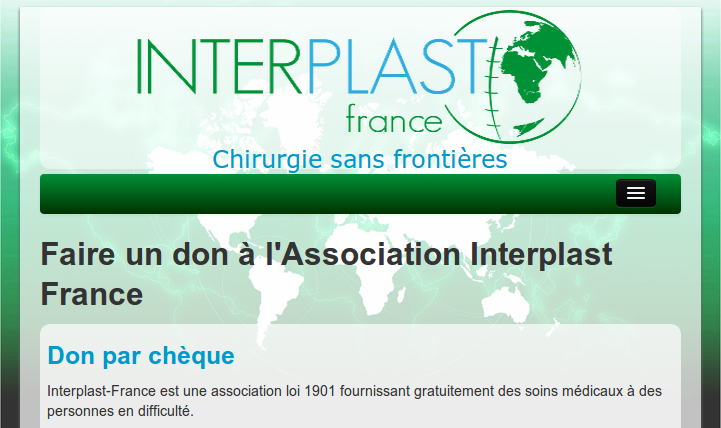 INTERPLAST
france
Chirurgie sans frontières
Faire un don à l'Association Interplast
France
Don par chèque
Interplast-France est une association loi 1901 fournissant gratuitement des soins médicaux à des
personnes en difficulté.